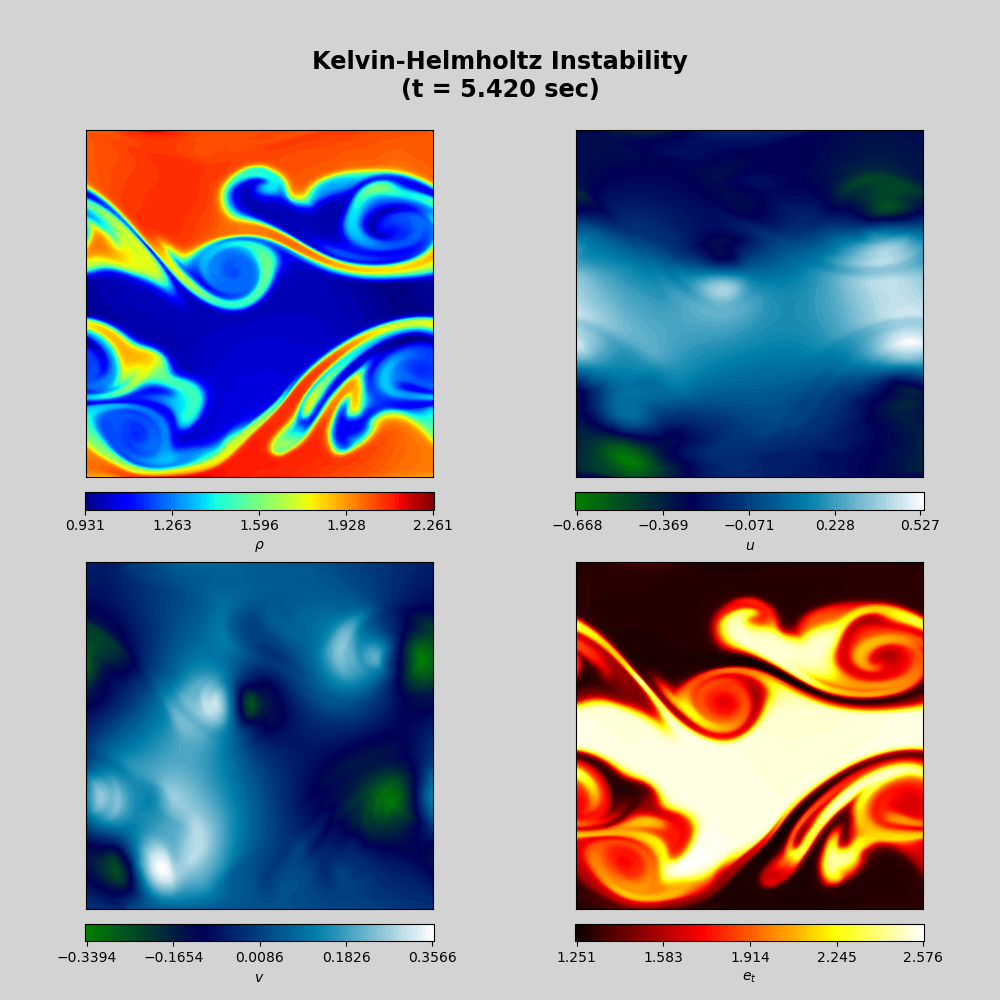 Kelvin-Helmholtz Instability
(t = 5.420 sec)
0.931 1.263 1.596 1.928 2.261
ρ
−0.668 −0.369 −0.071 0.228 0.527
u
−0.3394 −0.1654 0.0086 0.1826 0.3566
v
1.251 1.583 1.914 2.245 2.576
e_t